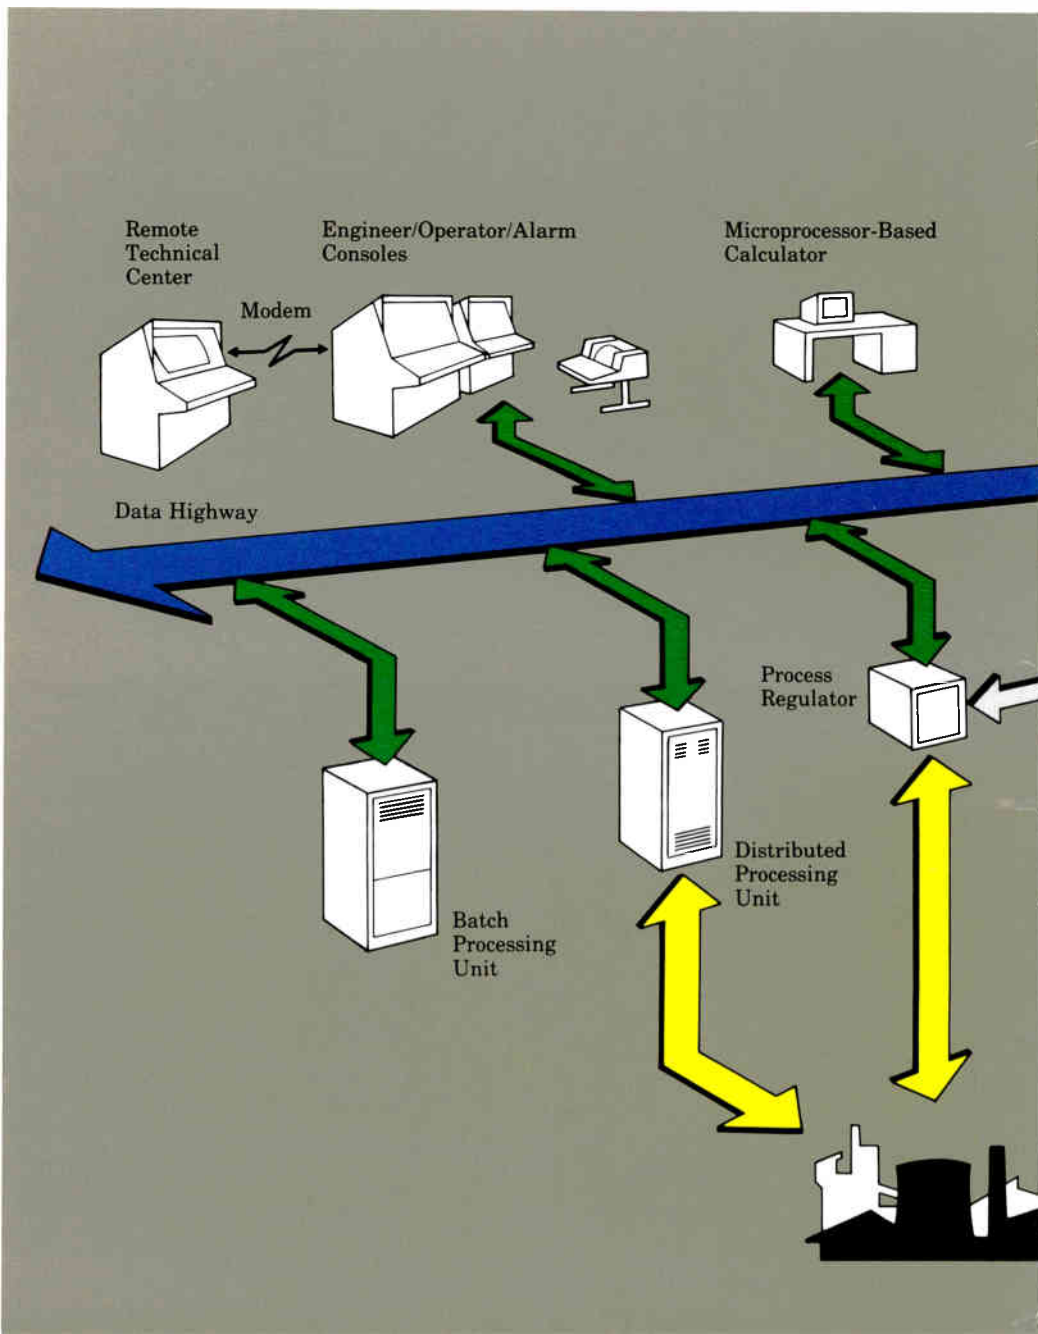 Remote
Technical
Center
Engineer/Operator/Alarm
Consoles
Microprocessor-Based
Calculator
Modem
Data Highway
Process
Regulator
Distributed
Processing
Unit
Batch
Processing
Unit